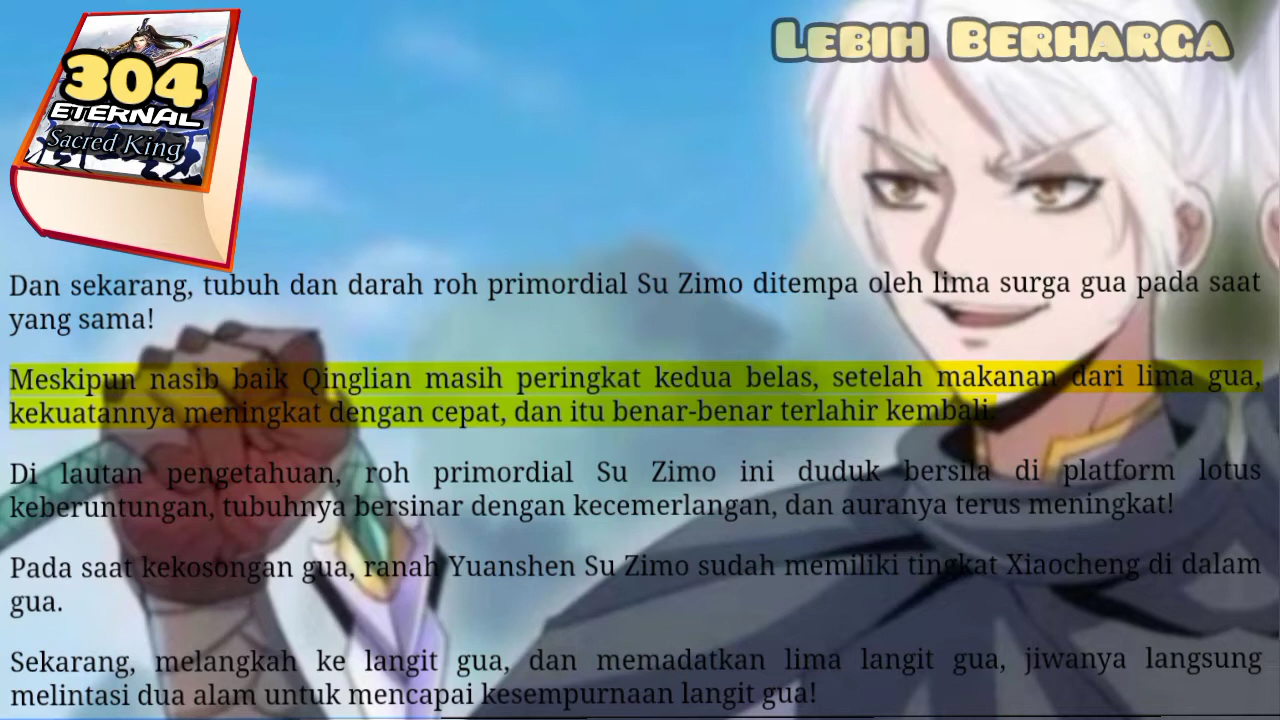 304
ETERNAL
Sacred King
LEBIH BERHARGA
Dan sekarang, tubuh dan darah roh primordial Su Zimo ditempa oleh lima surga gua pada saat
yang sama!
Meskipun nasib baik Qinglian masih peringkat kedua belas, setelah makanan dari lima gua,
kekuatannya meningkat dengan cepat, dan itu benar-benar terlahir kembali.
Di lautan pengetahuan, roh primordial Su Zimo ini duduk bersila di platform lotus
keberuntungan, tubuhnya bersinar dengan kecemerlangan, dan auranya terus meningkat!
Pada saat kekosongan gua, ranah Yuanshen Su Zimo sudah memiliki tingkat Xiaocheng di dalam
gua.
Sekarang, melangkah ke langit gua, dan memadatkan lima langit gua, jiwanya langsung
melintasi dua alam untuk mencapai kesempurnaan langit gua!